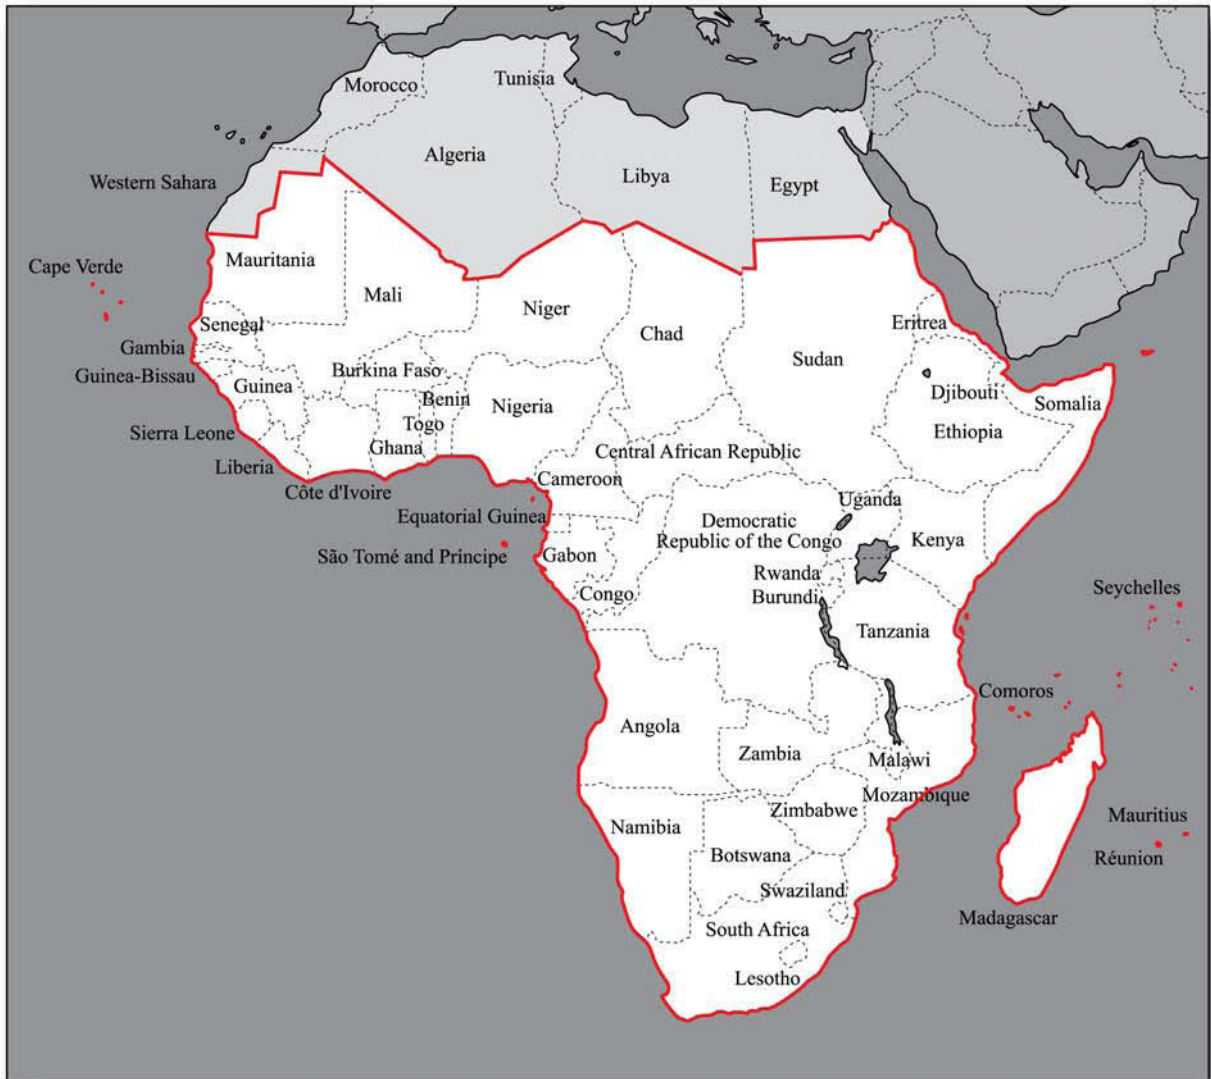 Morocco
Tunisia
Algeria
Libya
Egypt
Western Sahara
Mauritania
Cape Verde
Mali
Niger
Senegal
Eritrea
Chad
Sudan
Gambia
Guinea-Bissau
Burkina Faso
Guinea
Djibouti
Benin
Nigeria
Somalia
Togo
Sierra Leone
Ethiopia
Ghana
Central African Republic
Liberia
Cameroon
Côte d'Ivoire
Uganda
Equatorial Guinea
Democratic
Republic of the Congo
Kenya
São Tomé and Príncipe
Gabon
Rwanda
Seychelles
Congo
Burundi
Tanzania
Comoros
Angola
Zambia
Malawi
Mozambique
Zimbabwe
Mauritius
Namibia
Botswana
Réunion
Swaziland
Madagascar
South Africa
Lesotho